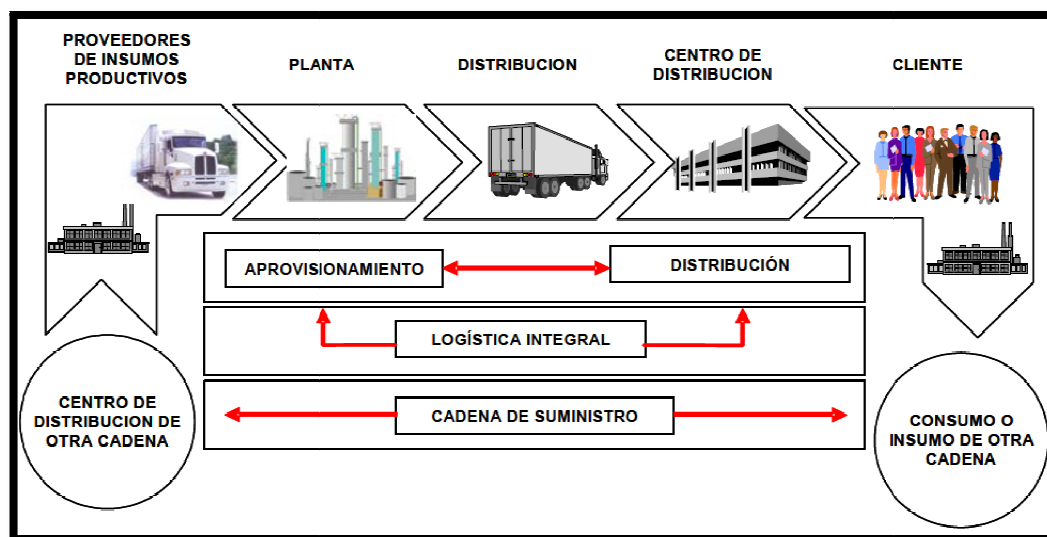 PROVEEDORES
DE INSUMOS
PRODUCTIVOS
PLANTA
DISTRIBUCION
CENTRO DE
DISTRIBUCION
CLIENTE
APROVISIONAMIENTO
DISTRIBUCIÓN
LOGÍSTICA INTEGRAL
CADENA DE SUMINISTRO
CENTRO DE
DISTRIBUCION DE
OTRA CADENA
CONSUMO O
INSUMO DE OTRA
CADENA